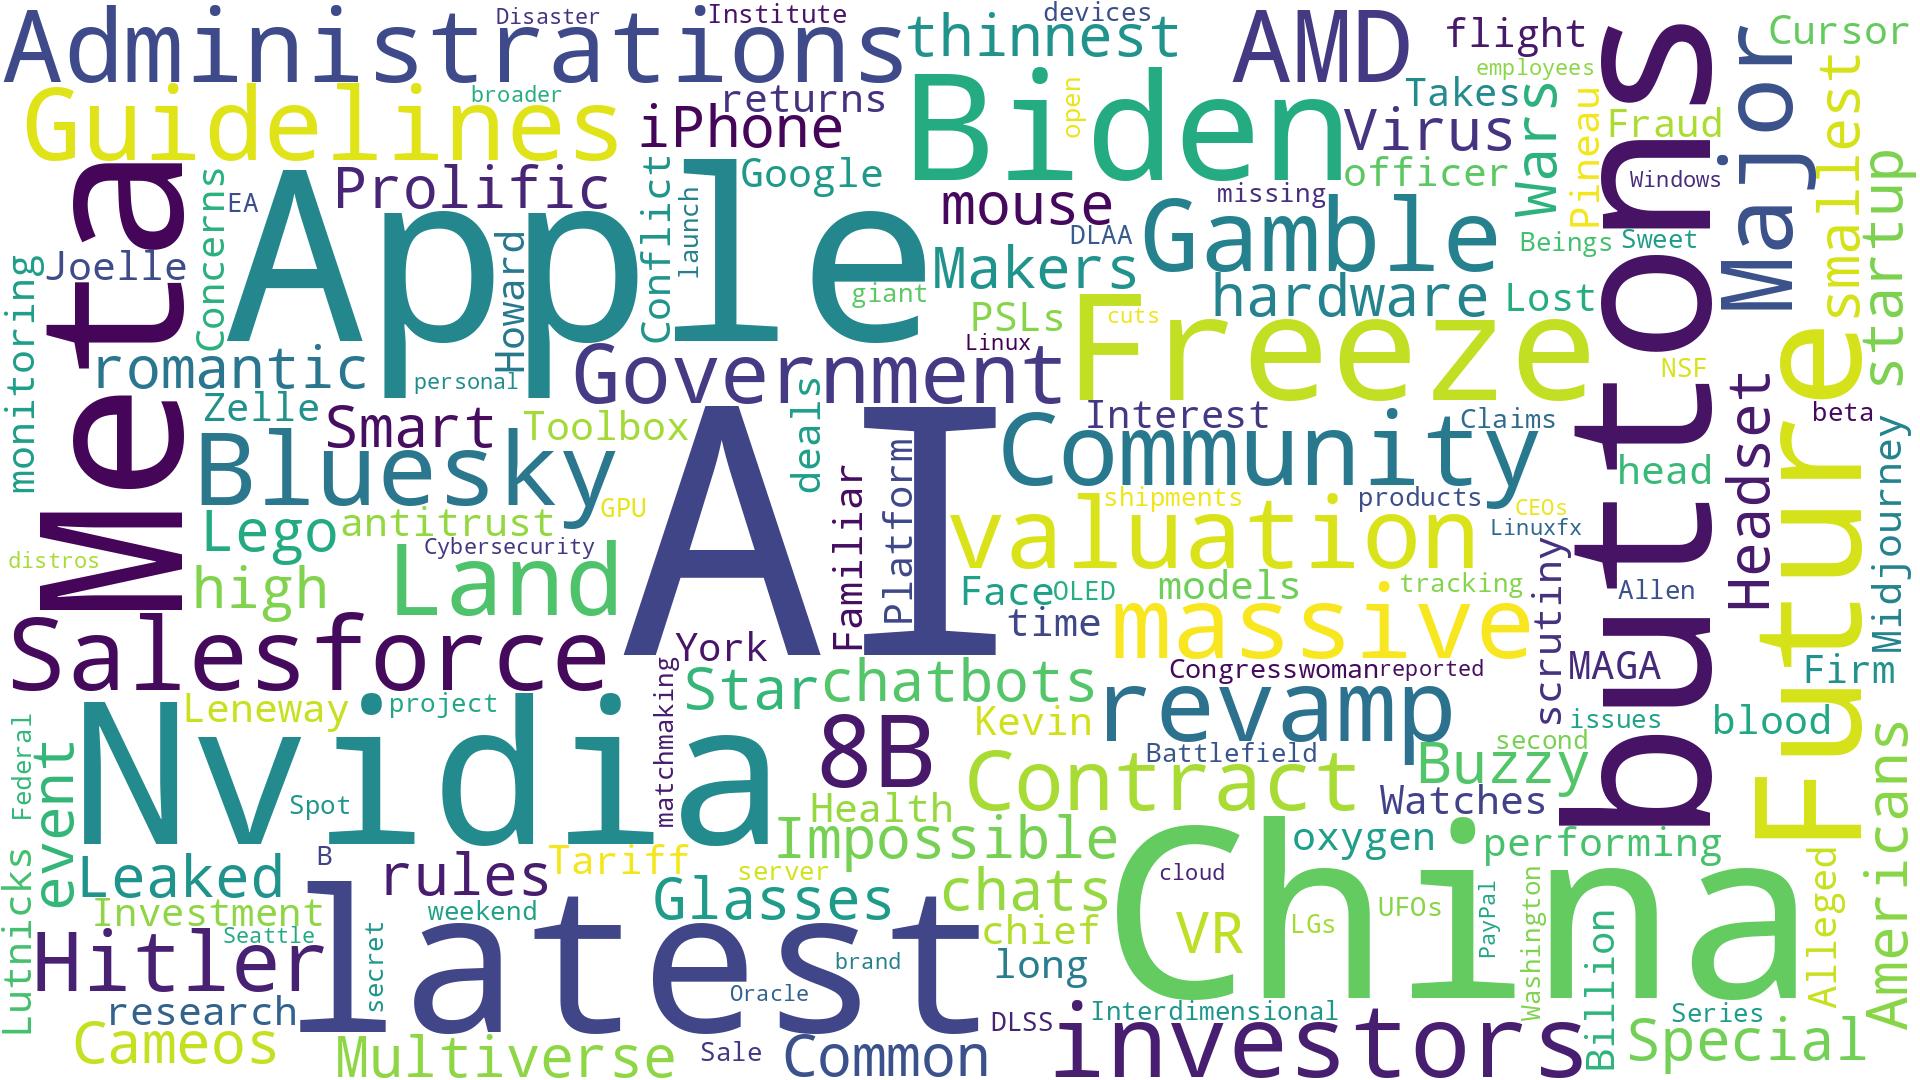 Administrations
Disaster
Institute
devices
thinnest
AMD
flight
Cursor
Guidelines
broader
returns
iPhone
open
Biden
Virus
employees
Takes
Wars
Pineau
Fraud
buttons
Major
smallest
startup
Meta
EA
Prolific
Concerns
Conflict
Google
mouse
missing
officer
Windows
Joelle
Apple
Howard
launch
giant
DLAA
Makers
Gamble
Beings
Sweet
monitoring
hardware
Lost
PSLs
cuts
Freeze
Linux
romantic
personal
Government
NSF
Future
Zelle
Smart
Toolbox
deals
Interest
Claims
Headset
beta
Bluesky
AI
Familiar
Platform
Community
head
Midjourney
Lego
antitrust
GPU
shipments
products
CEOs
Linuxfx
valuation
distros
Cybersecurity
high
Land
Face
OLED
models
tracking
scrutiny
Allen
time
massive
Salesforce
York
Congresswoman
reported
MAGA
Firm
matchmaking
Star
chatbots
revamp
Leneway
project
8B
Kevin
issues
blood
Federal
event
Nvidia
Spot
Battlefield
second
Buzzy
Americans
Health
Contract
Watches
Impossible
oxygen
performing
Leaked
B
rules
Tariff
server
China
cloud
Lutnicks
Investment
weekend
Glasses
chats
chief
VR
LGs
UFOs
PayPal
Washington
Billion
Alleged
Hitler
Seattle
latest
secret
brand
long
research
Oracle
Interdimensional
Series
Cameos
Multiverse
Sale
Common
DLSS
investors
Special